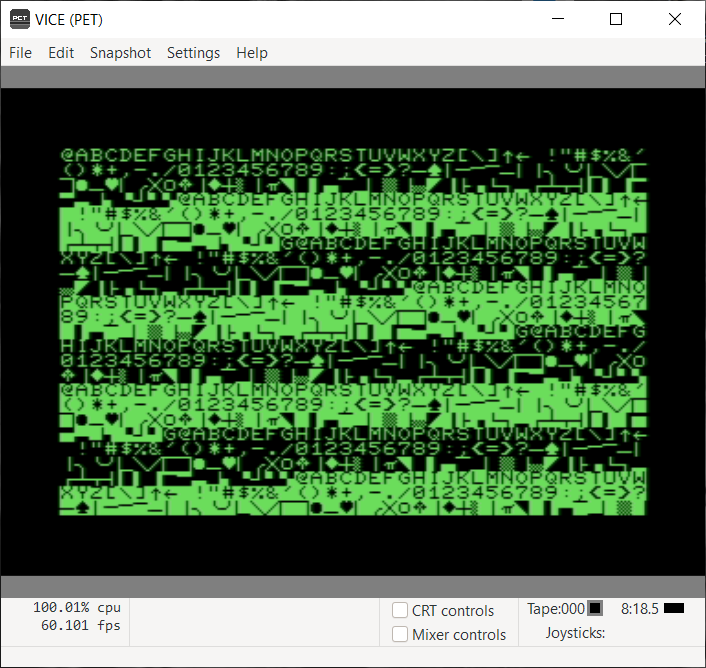 PET VICE (PET)
File Edit Snapshot Settings Help
@ABCDEFGHIJKLMNOPQRSTUVWXYZ[\]↑← !"#$%&'
()*+,-./0123456789:;<=>?
@ABCDEFGHIJKLMNOPQRSTUVWXYZ[\]↑←
!"#$%&'()*+,-./0123456789:;<=>?
@ABCDEFGHIJKLMNOPQRSTUVW
XYZ[\]↑← !"#$%&'()*+,-./0123456789:;<=>?
@ABCDEFGHIJKLMNO
PQRSTUVWXYZ[\]↑← !"#$%&'()*+,-./01234567
89:;<=>?
@ABCDEFG
HIJKLMNOPQRSTUVWXYZ[\]↑← !"#$%&'()*+,-./
0123456789:;<=>?
@ABCDEFGHIJKLMNOPQRSTUVWXYZ[\]↑← !"#$%&'
()*+,-./0123456789:;<=>?
@ABCDEFGHIJKLMNOPQRSTUVWXYZ[\]↑←
!"#$%&'()*+,-./0123456789:;<=>?
@ABCDEFGHIJKLMNOPQRSTUVW
XYZ[\]↑← !"#$%&'()*+,-./0123456789:;<=>?
100.01% cpu
60.101 fps
CRT controls
Mixer controls
Tape:000 8:18.5
Joysticks: